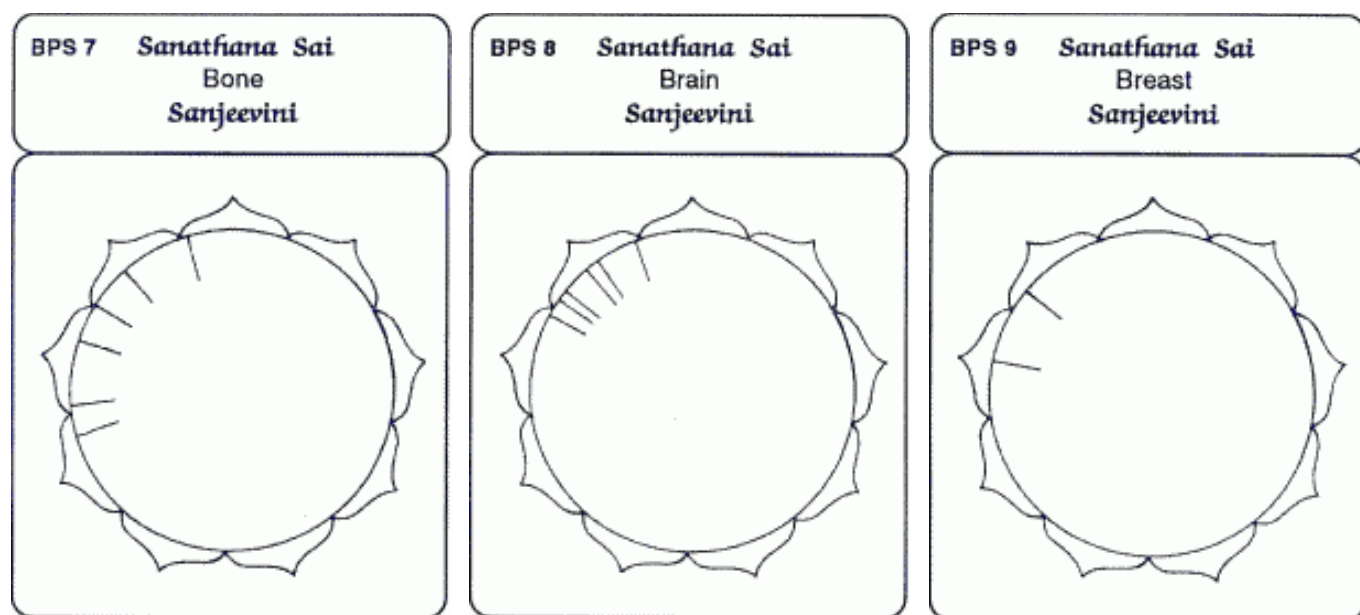 BPS 7 Sanathana Sai
Bone
Sanjeevini
BPS 8 Sanathana Sai
Brain
Sanjeevini
BPS 9 Sanathana Sai
Breast
Sanjeevini